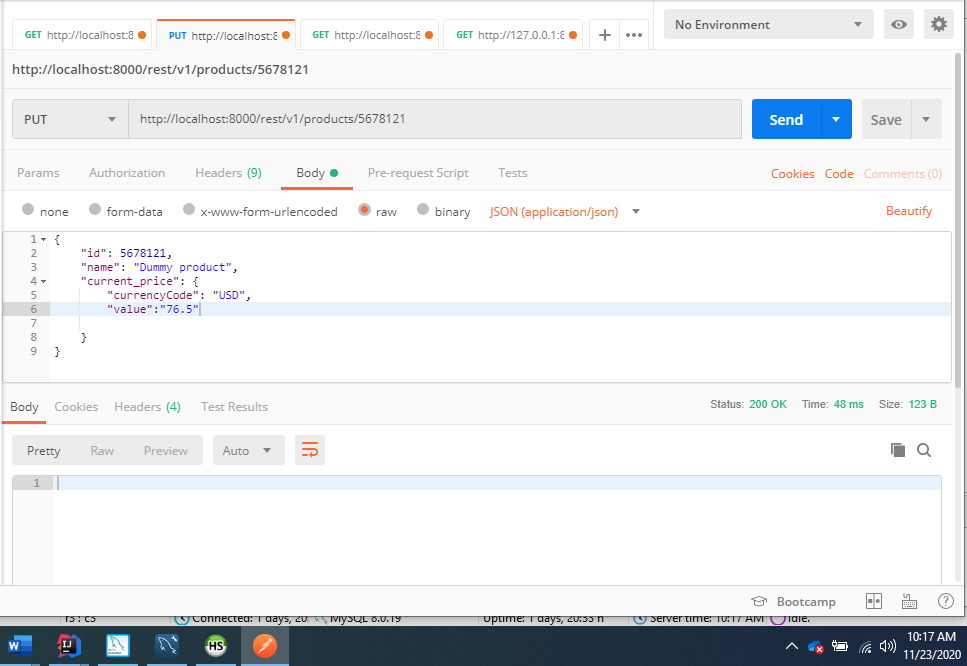 GET http://localhost:8
PUT http://localhost:8
GET http://localhost:8
GET http://127.0.0.1:8
+ •••
No Environment
http://localhost:8000/rest/v1/products/5678121
PUT http://localhost:8000/rest/v1/products/5678121 Send Save
Params Authorization Headers (9) Body Pre-request Script Tests Cookies Code Comments (0)
none form-data x-www-form-urlencoded raw binary JSON (application/json) Beautify
1 {
2 "id": 5678121,
3 "name": "Dummy product",
4 "current_price": {
5 "currencyCode": "USD",
6 "value":"76.5"
7
8 }
9 }
Body Cookies Headers (4) Test Results Status: 200 OK Time: 48 ms Size: 123 B
Pretty Raw Preview Auto
1
Bootcamp
r3 : c3 Connected: 1 days, 20 MySQL 8.0.19 Uptime: 1 days, 20:33 h Server time: 10:17 AM Idle.
W IJ HS
10:17 AM
11/23/2020